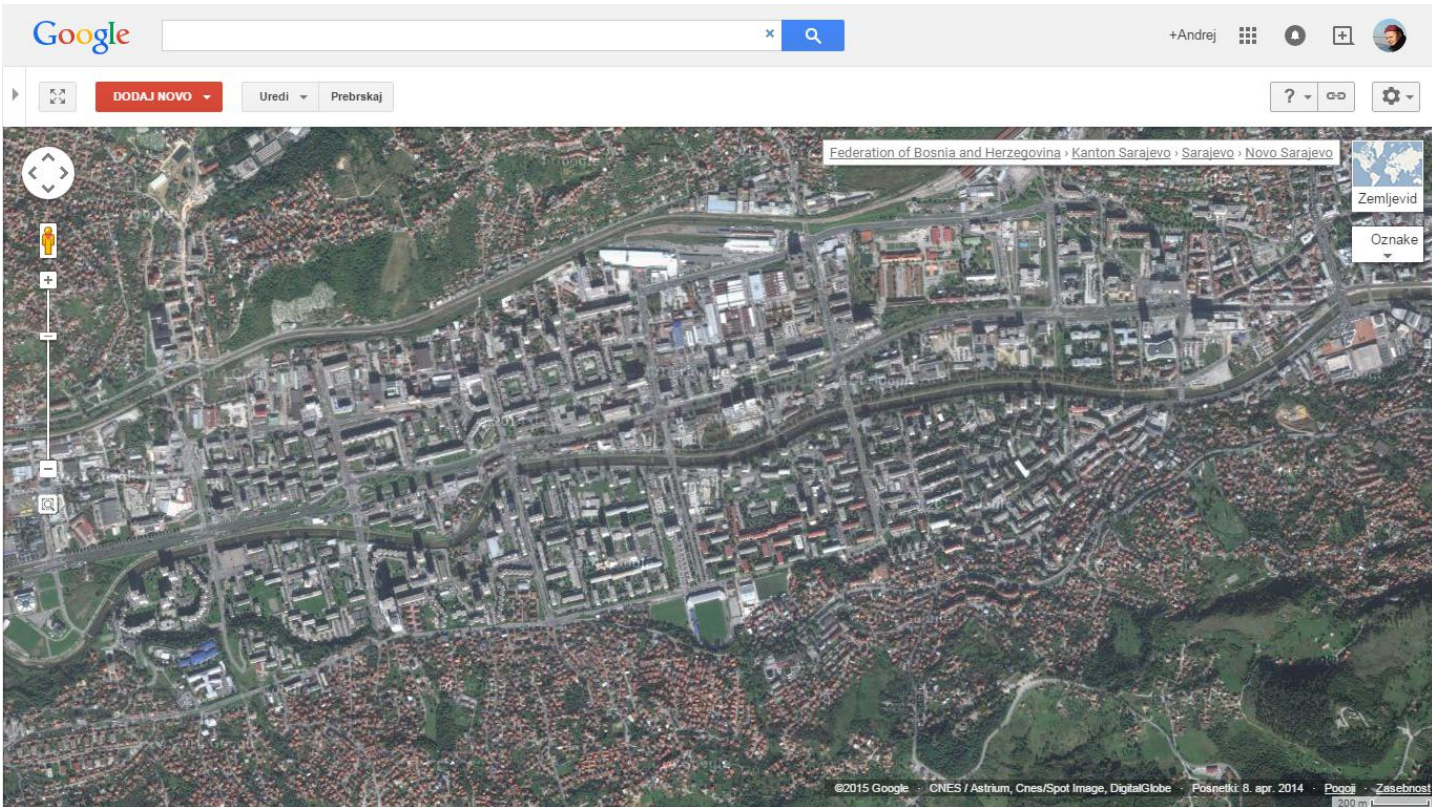 Google
+Andrej
DODAJ NOVO
Uredi
Prebrskaj
?
Federation of Bosnia and Herzegovina › Kanton Sarajevo › Sarajevo › Novo Sarajevo
Zemljevid
Oznake
©2015 Google · CNES / Astrium, Cnes/Spot Image, DigitalGlobe · Posnetki: 8. apr. 2014 · Pogoji · Zasebnost
200 m